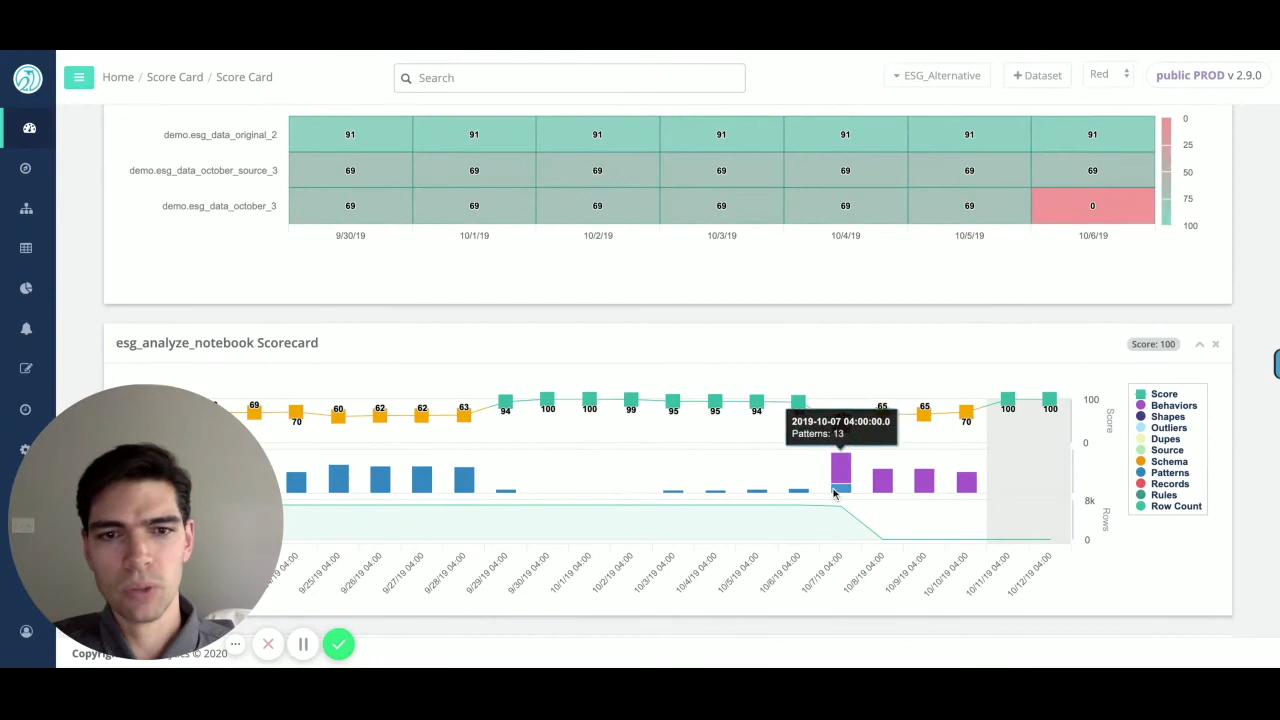 Home / Score Card / Score Card
Search
ESG_Alternative
+ Dataset
Red
public PROD v 2.9.0
demo.esg_data_original_2 91 91 91 91 91 91 91
demo.esg_data_october_source_3 69 69 69 69 69 69 69
demo.esg_data_october_3 69 69 69 69 69 69 0
9/30/19 10/1/19 10/2/19 10/3/19 10/4/19 10/5/19 10/6/19
0
25
50
75
100
esg_analyze_notebook Scorecard
Score: 100
69 70 60 62 62 63 94 100 100 99 95 95 94 65 65 70 100 100
2019-10-07 04:00:00.0
Patterns: 13
100
0
Score
8k
0
Rows
Score
Behaviors
Shapes
Outliers
Dupes
Source
Schema
Patterns
Records
Rules
Row Count
9/25/19 04:00
9/26/19 04:00
9/27/19 04:00
9/28/19 04:00
9/29/19 04:00
9/30/19 04:00
10/1/19 04:00
10/2/19 04:00
10/3/19 04:00
10/4/19 04:00
10/5/19 04:00
10/6/19 04:00
10/7/19 04:00
10/8/19 04:00
10/9/19 04:00
10/10/19 04:00
10/11/19 04:00
10/12/19 04:00
© 2020